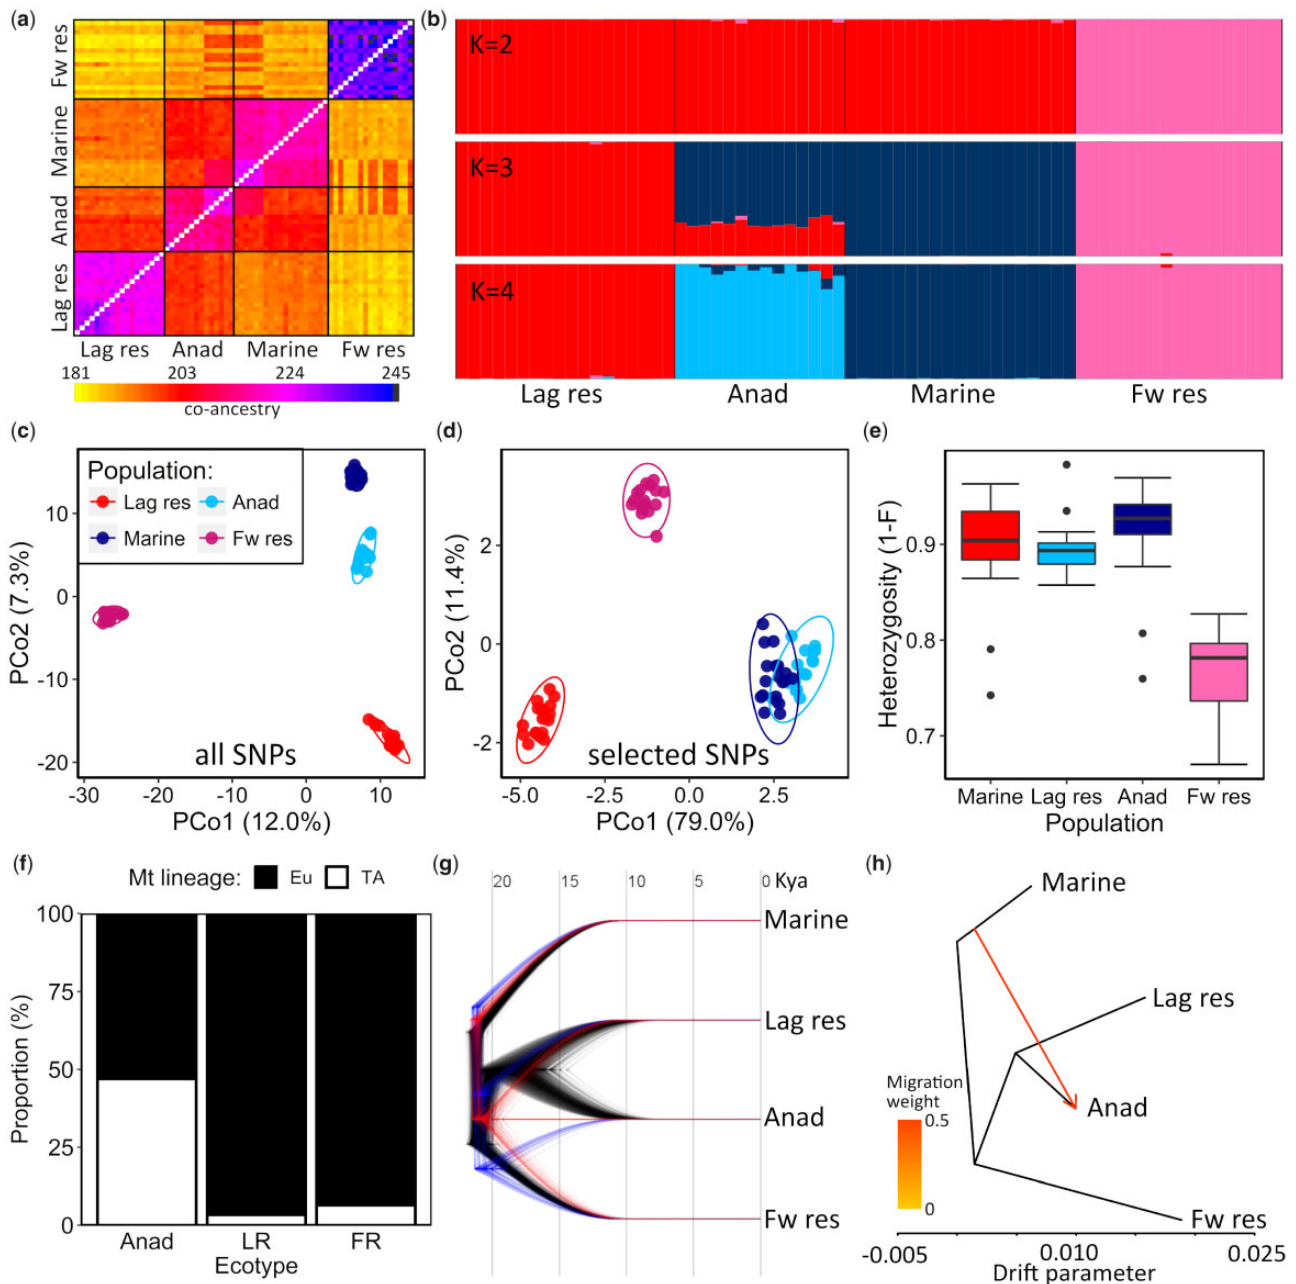 (a)
Fw res
Marine
Anad
Lag res
Lag res Anad Marine Fw res
181 203 224 245
co-ancestry
(b)
K=2
K=3
K=4
Lag res Anad Marine Fw res
(c)
Population:
Lag res Anad
Marine Fw res
10
0
-10
-20
PCo2 (7.3%)
all SNPs
-30 -20 -10 0 10
PCo1 (12.0%)
(d)
2
0
-2
PCo2 (11.4%)
selected SNPs
-5.0 -2.5 0.0 2.5
PCo1 (79.0%)
(e)
0.9
0.8
0.7
Heterozygosity (1-F)
Marine Lag res Anad Fw res
Population
(f)
Mt lineage: Eu TA
100
75
50
25
0
Proportion (%)
Anad LR FR
Ecotype
(g)
20 15 10 5 0 Kya
Marine
Lag res
Anad
Fw res
(h)
Marine
Lag res
Anad
Fw res
Migration
weight
0.5
0
-0.005 0.010 0.025
Drift parameter